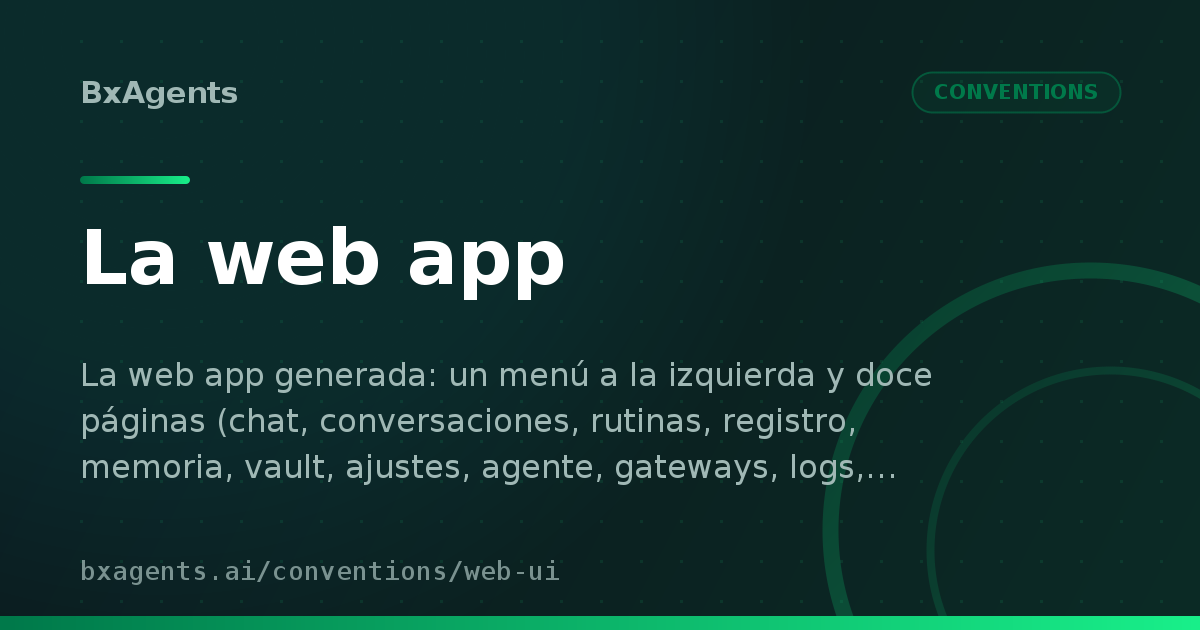 BxAgents
CONVENTIONS
La web app
La web app generada: un menú a la izquierda y doce
páginas (chat, conversaciones, rutinas, registro,
memoria, vault, ajustes, agente, gateways, logs,…
bxagents.ai/conventions/web-ui